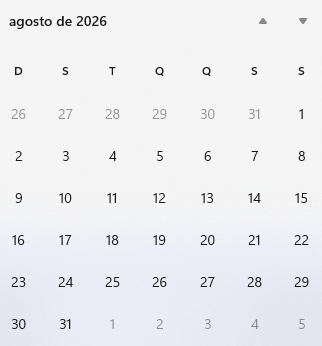 agosto de 2026
D S T Q Q S S
26 27 28 29 30 31 1
2 3 4 5 6 7 8
9 10 11 12 13 14 15
16 17 18 19 20 21 22
23 24 25 26 27 28 29
30 31 1 2 3 4 5